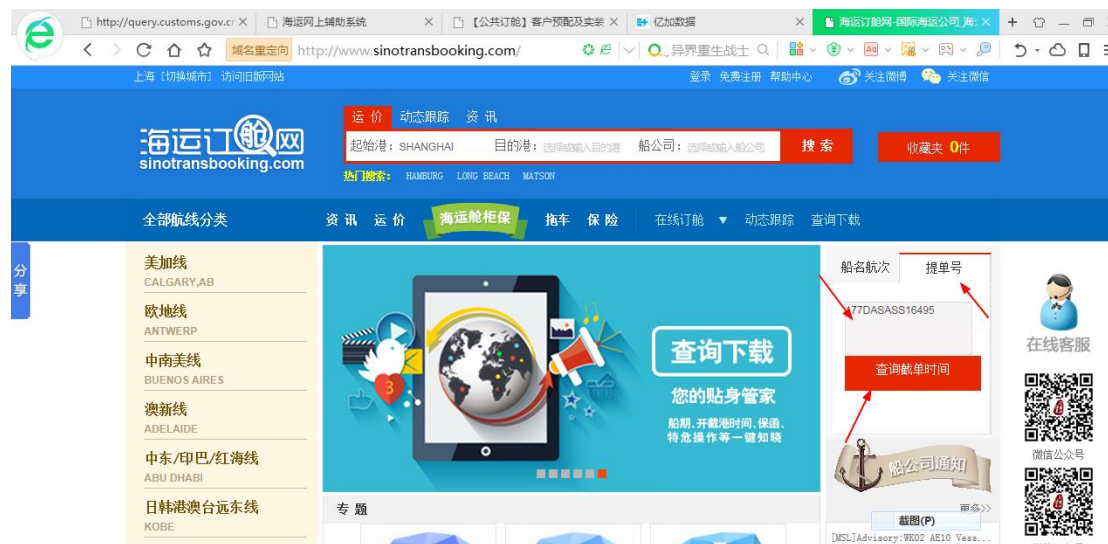 http://query.customs.gov.cn
海运网上辅助系统
【公共订舱】客户预配及实装
亿加数据
海运订舱网-国际海运公司_海
域名重定向 http://www.sinotransbooking.com/
异界重生战士
上海 [切换城市] 访问旧版网站
登录 免费注册 帮助中心 关注微博 关注微信
运 价 动态跟踪 资 讯
海运订舱网
sinotransbooking.com
起始港: SHANGHAI 目的港: 选择或输入目的港 船公司: 选择或输入船公司 搜 索
收藏夹 0件
热门搜索: HAMBURG LONG BEACH MATSON
全部航线分类 资 讯 运 价 海运舱柜保 拖车 保 险 在线订舱 ▼ 动态跟踪 查询下载
分享
美加线
CALGARY,AB
欧地线
ANTWERP
中南美线
BUENOS AIRES
澳新线
ADELAIDE
中东/印巴/红海线
ABU DHABI
日韩港澳台远东线
KOBE
3
查询下载
您的贴身管家
船期、开截港时间、保函、
特危操作等一键知晓
专 题
船名航次 提单号
177DASASS16495
查询截单时间
船公司通知
更多>>
截图(P)
[MSL]Advisory:WK02 AE10 Vess...
在线客服
微信公众号